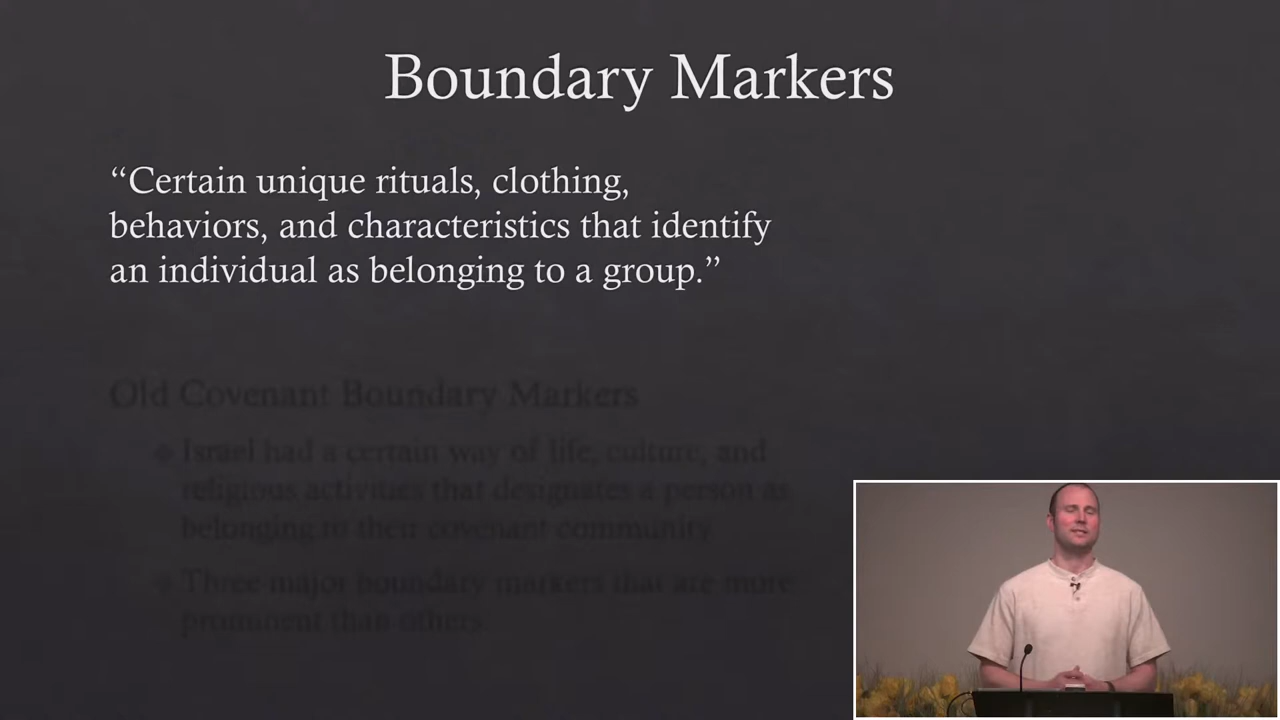 Boundary Markers
“Certain unique rituals, clothing,
behaviors, and characteristics that identify
an individual as belonging to a group.”
Old Covenant Boundary Markers
Israel had a certain way of life, culture, and
religious activities that designates a person as
belonging to their covenant community
Three major boundary markers that are more
prominent than others